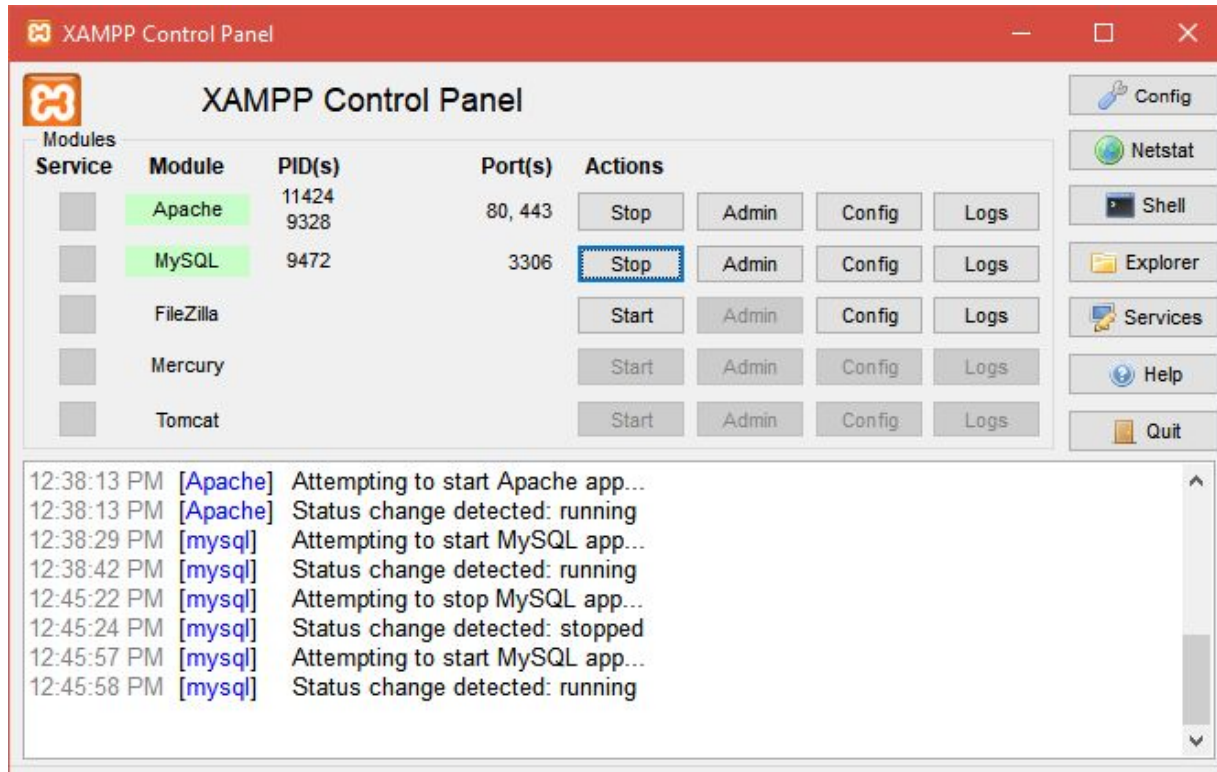 XAMPP Control Panel
XAMPP Control Panel
Config
Modules
Service Module PID(s) Port(s) Actions
Netstat
Apache 11424 9328 80, 443 Stop Admin Config Logs
Shell
MySQL 9472 3306 Stop Admin Config Logs
Explorer
FileZilla Start Admin Config Logs
Services
Mercury Start Admin Config Logs
Help
Tomcat Start Admin Config Logs
Quit
12:38:13 PM [Apache] Attempting to start Apache app...
12:38:13 PM [Apache] Status change detected: running
12:38:29 PM [mysql] Attempting to start MySQL app...
12:38:42 PM [mysql] Status change detected: running
12:45:22 PM [mysql] Attempting to stop MySQL app...
12:45:24 PM [mysql] Status change detected: stopped
12:45:57 PM [mysql] Attempting to start MySQL app...
12:45:58 PM [mysql] Status change detected: running